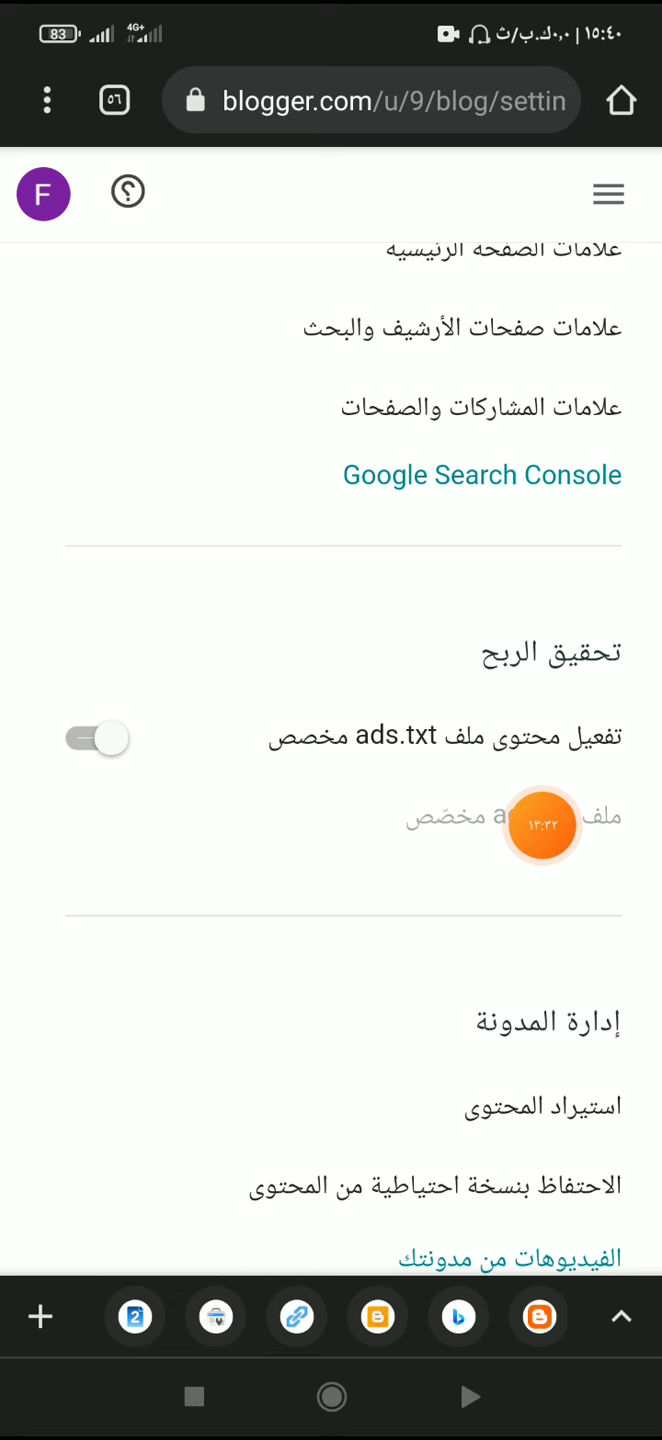 83 4G+ ٠,٠ك.ب/ث | ١٥:٤٠
٥٦ blogger.com/u/9/blog/settin
F
علامات الصفحة الرئيسية
علامات صفحات الأرشيف والبحث
علامات المشاركات والصفحات
Google Search Console
تحقيق الربح
تفعيل محتوى ملف ads.txt مخصص
ملف مخصّص
١٣:٣٢
إدارة المدونة
استيراد المحتوى
الاحتفاظ بنسخة احتياطية من المحتوى
الفيديوهات من مدونتك
2